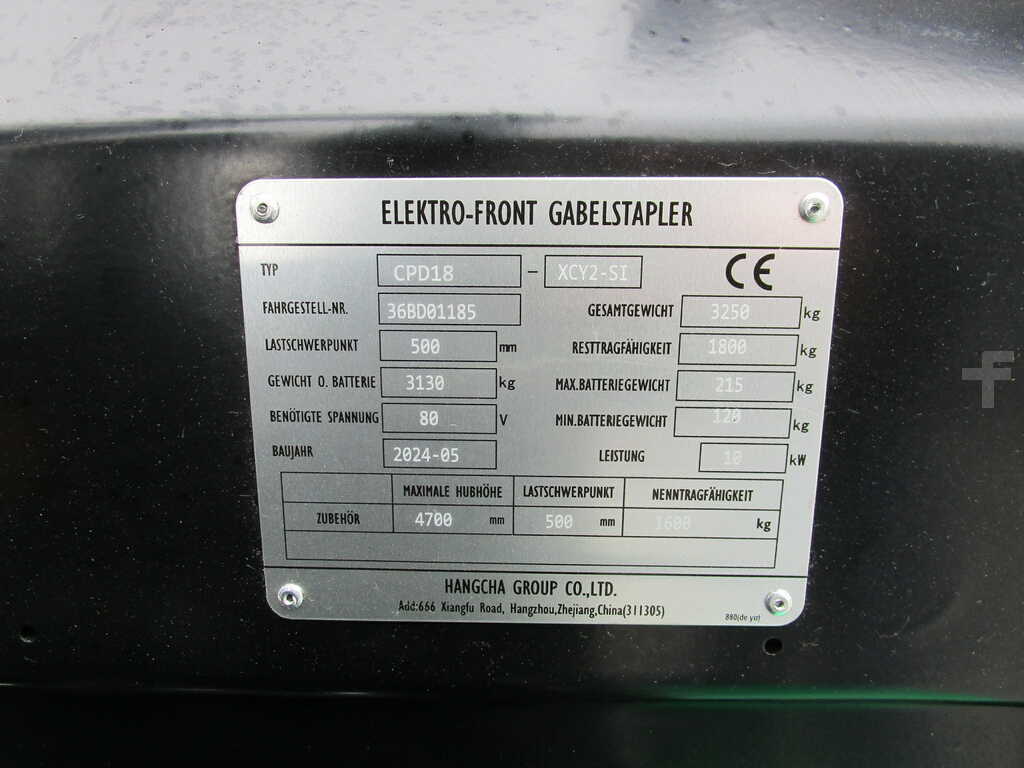 ELEKTRO-FRONT GABELSTAPLER
TYP CPD18 - XCY2-SI CE
FAHRGESTELL-NR. 36BD01185 GESAMTGEWICHT 3250 kg
LASTSCHWERPUNKT 500 mm RESTTRAGFÄHIGKEIT 1800 kg
GEWICHT O. BATTERIE 3130 kg MAX.BATTERIEGEWICHT 215 kg
BENÖTIGTE SPANNUNG 80 V MIN.BATTERIEGEWICHT 120 kg
BAUJAHR 2024-05 LEISTUNG 10 kW
MAXIMALE HUBHÖHE LASTSCHWERPUNKT NENNTRAGFÄHIGKEIT
ZUBEHÖR 4700 mm 500 mm 1600 kg
HANGCHA GROUP CO.,LTD.
Add:666 Xiangfu Road, Hangzhou,Zhejiang,China(311305)
880(de ya)
f